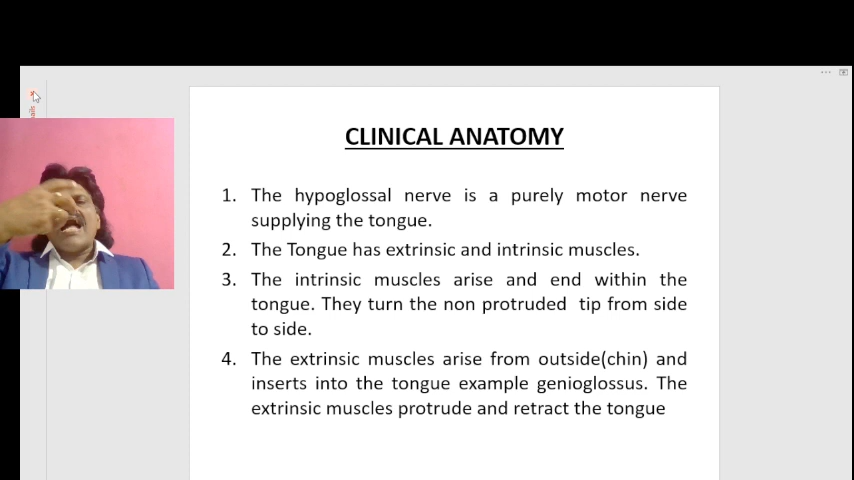 CLINICAL ANATOMY
1. The hypoglossal nerve is a purely motor nerve
supplying the tongue.
2. The Tongue has extrinsic and intrinsic muscles.
3. The intrinsic muscles arise and end within the
tongue. They turn the non protruded tip from side
to side.
4. The extrinsic muscles arise from outside(chin) and
inserts into the tongue example genioglossus. The
extrinsic muscles protrude and retract the tongue